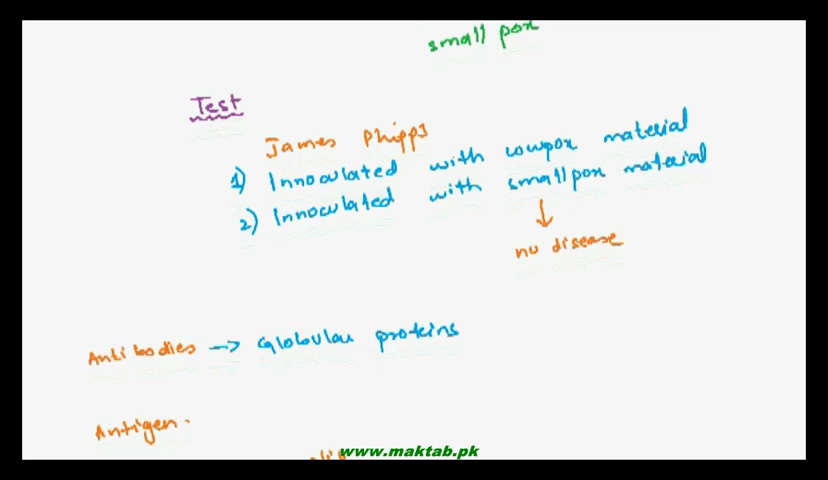 small pox
Test
James Phipps
1) Innoculated with cowpox material
2) Innoculated with smallpox material
no disease
Antibodies → Globular proteins
Antigen.
www.maktab.pk